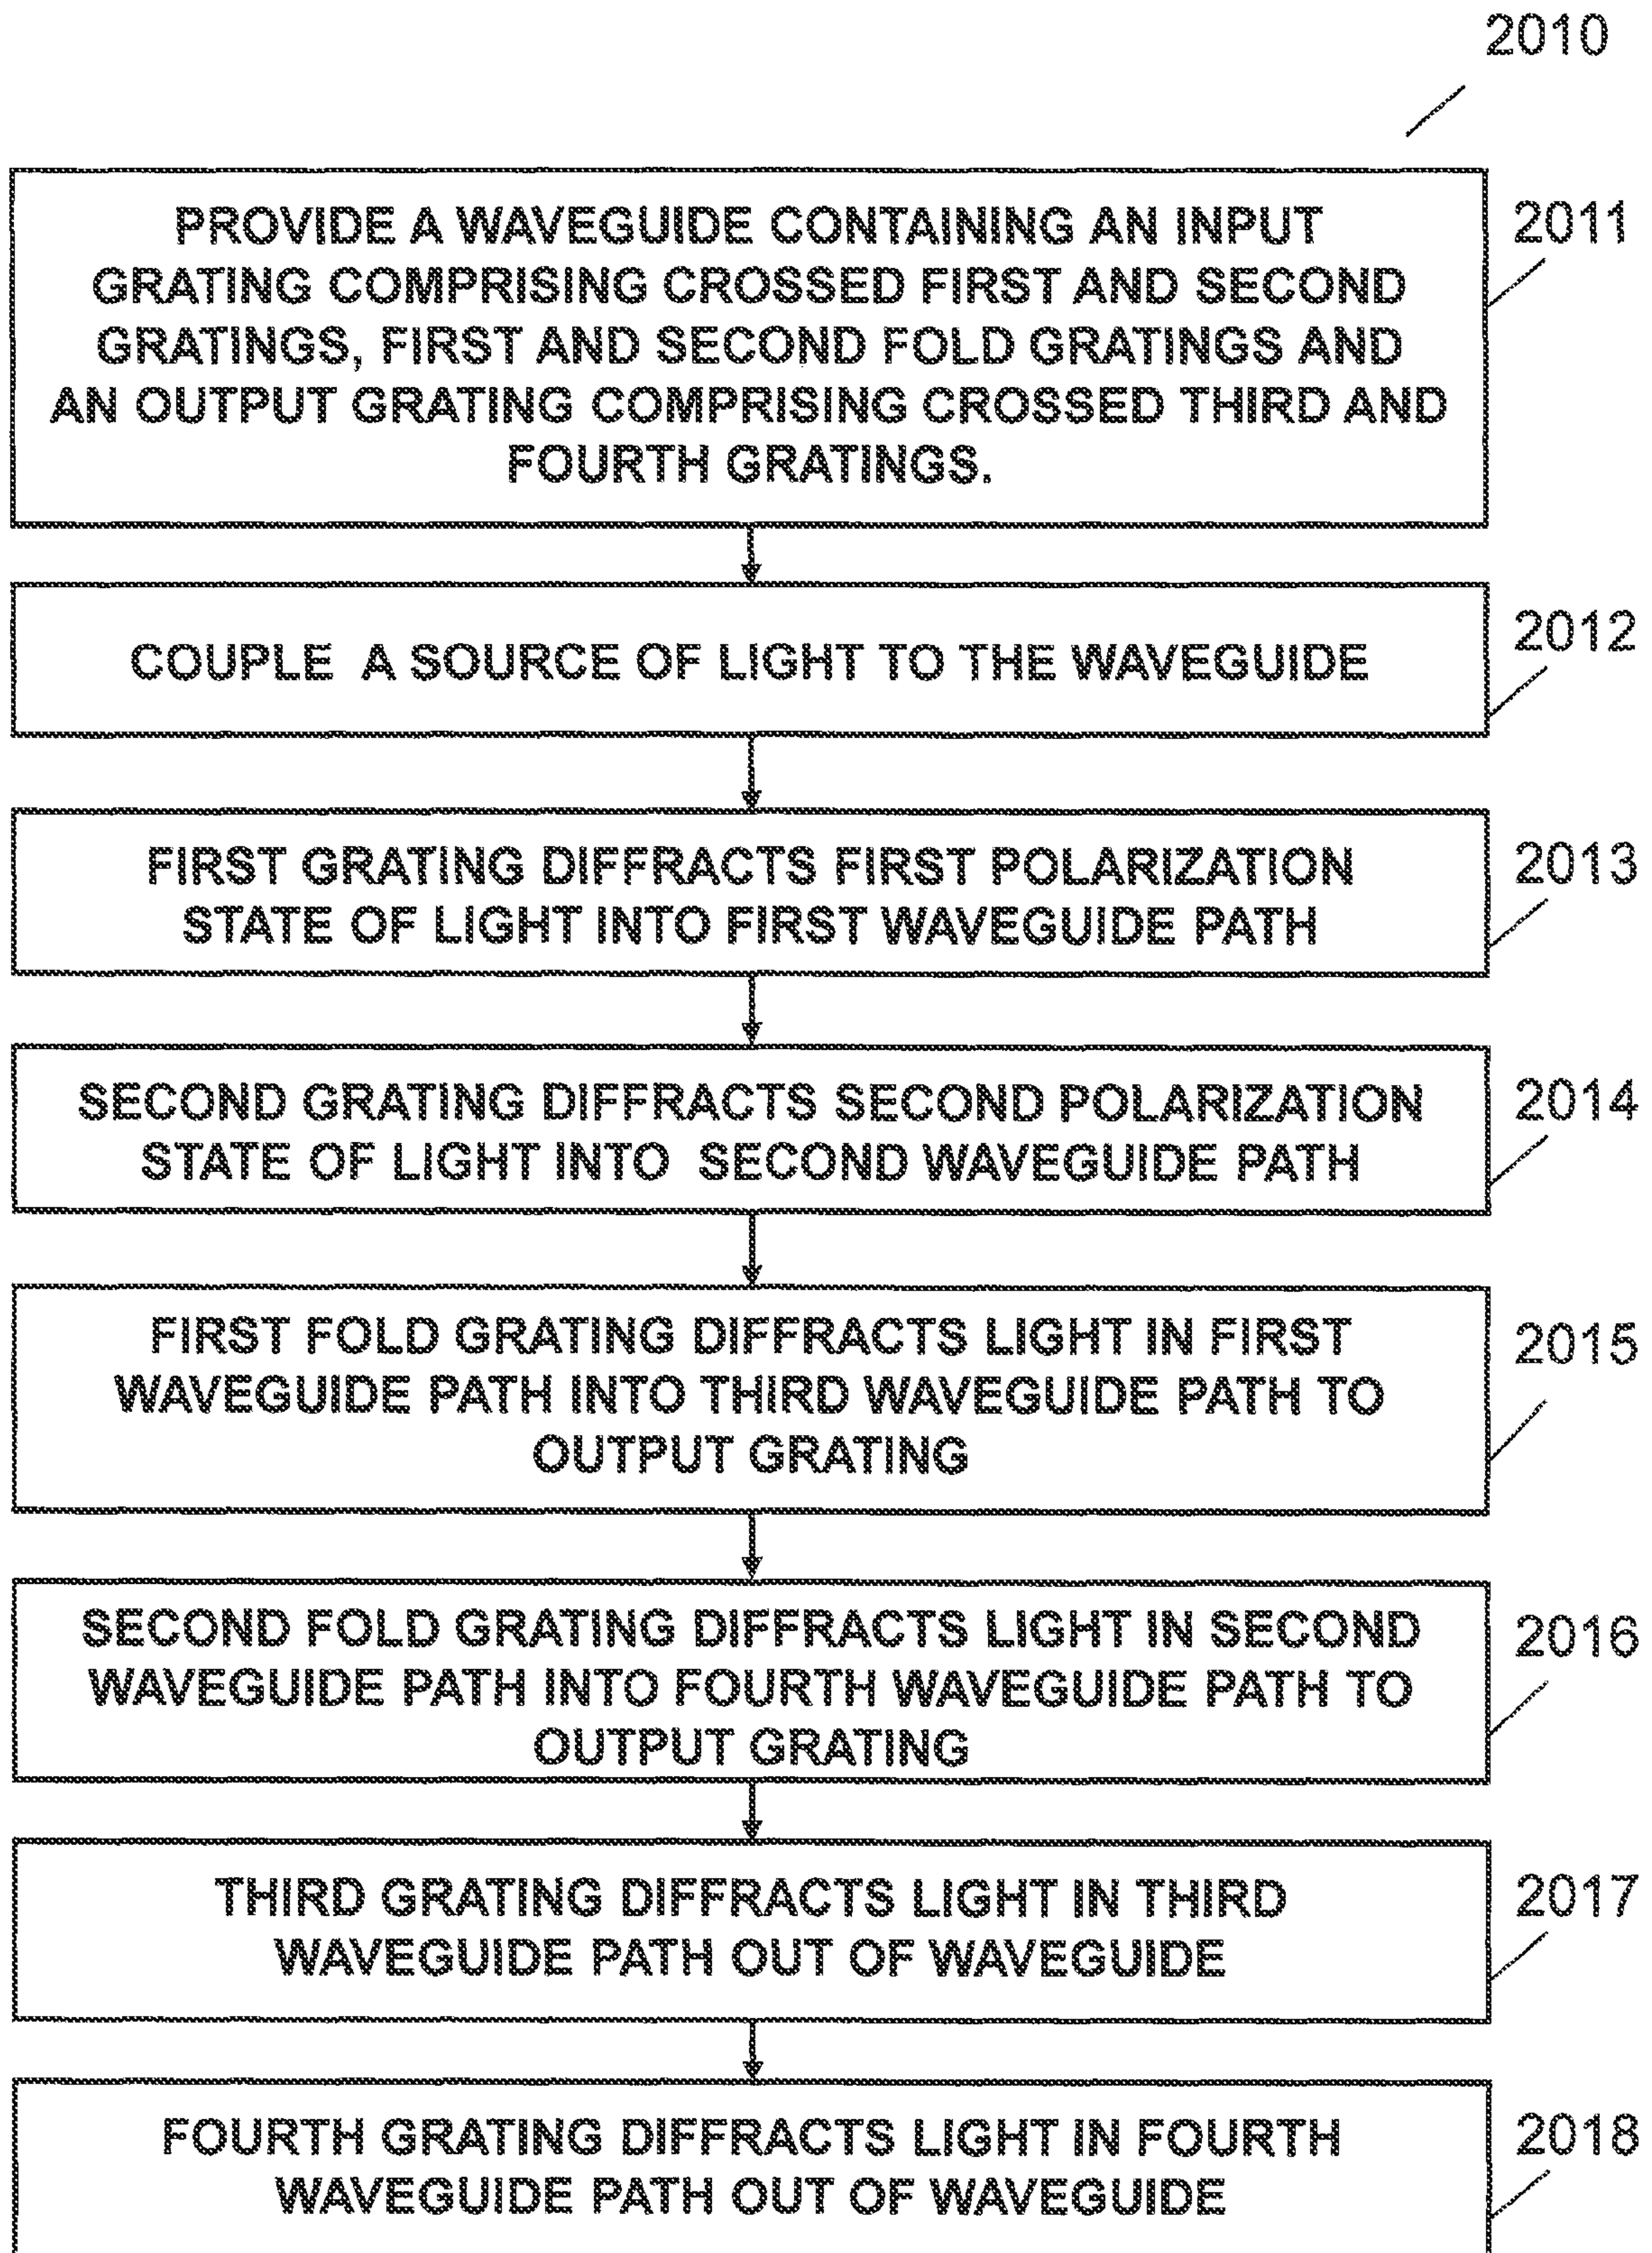 2010
PROVIDE A WAVEGUIDE CONTAINING AN INPUT
GRATING COMPRISING CROSSED FIRST AND SECOND
GRATINGS, FIRST AND SECOND FOLD GRATINGS AND
AN OUTPUT GRATING COMPRISING CROSSED THIRD AND
FOURTH GRATINGS.
2011
COUPLE A SOURCE OF LIGHT TO THE WAVEGUIDE
2012
FIRST GRATING DIFFRACTS FIRST POLARIZATION
STATE OF LIGHT INTO FIRST WAVEGUIDE PATH
2013
SECOND GRATING DIFFRACTS SECOND POLARIZATION
STATE OF LIGHT INTO SECOND WAVEGUIDE PATH
2014
FIRST FOLD GRATING DIFFRACTS LIGHT IN FIRST
WAVEGUIDE PATH INTO THIRD WAVEGUIDE PATH TO
OUTPUT GRATING
2015
SECOND FOLD GRATING DIFFRACTS LIGHT IN SECOND
WAVEGUIDE PATH INTO FOURTH WAVEGUIDE PATH TO
OUTPUT GRATING
2016
THIRD GRATING DIFFRACTS LIGHT IN THIRD
WAVEGUIDE PATH OUT OF WAVEGUIDE
2017
FOURTH GRATING DIFFRACTS LIGHT IN FOURTH
WAVEGUIDE PATH OUT OF WAVEGUIDE
2018